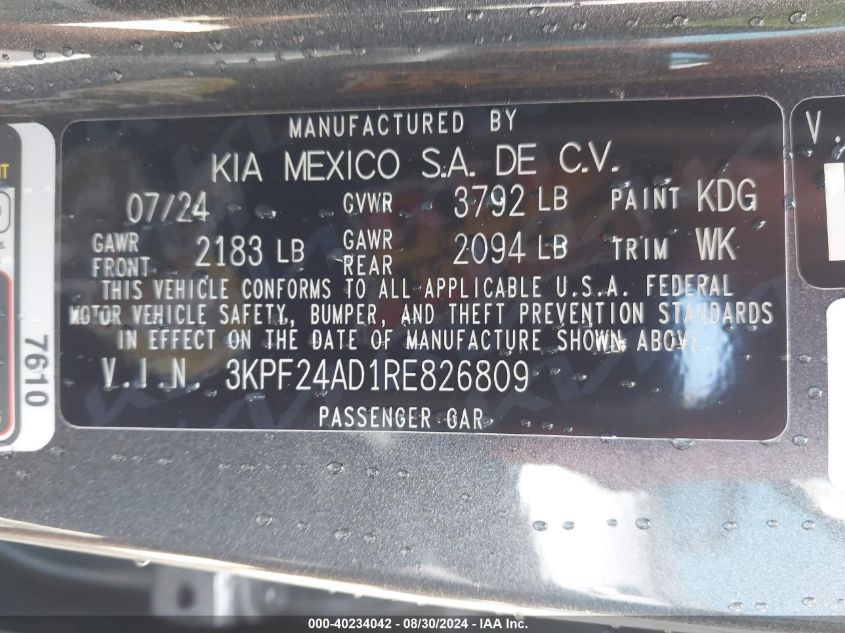 MANUFACTURED BY
KIA MEXICO S.A. DE C.V.
07/24 GVWR 3792 LB PAINT KDG
GAWR FRONT 2183 LB GAWR REAR 2094 LB TRIM WK
THIS VEHICLE CONFORMS TO ALL APPLICABLE U.S.A. FEDERAL
MOTOR VEHICLE SAFETY, BUMPER, AND THEFT PREVENTION STANDARDS
IN EFFECT ON THE DATE OF MANUFACTURE SHOWN ABOVE.
V.I.N. 3KPF24AD1RE826809
PASSENGER CAR
7610
V.
000-40234042 - 08/30/2024 - IAA Inc.